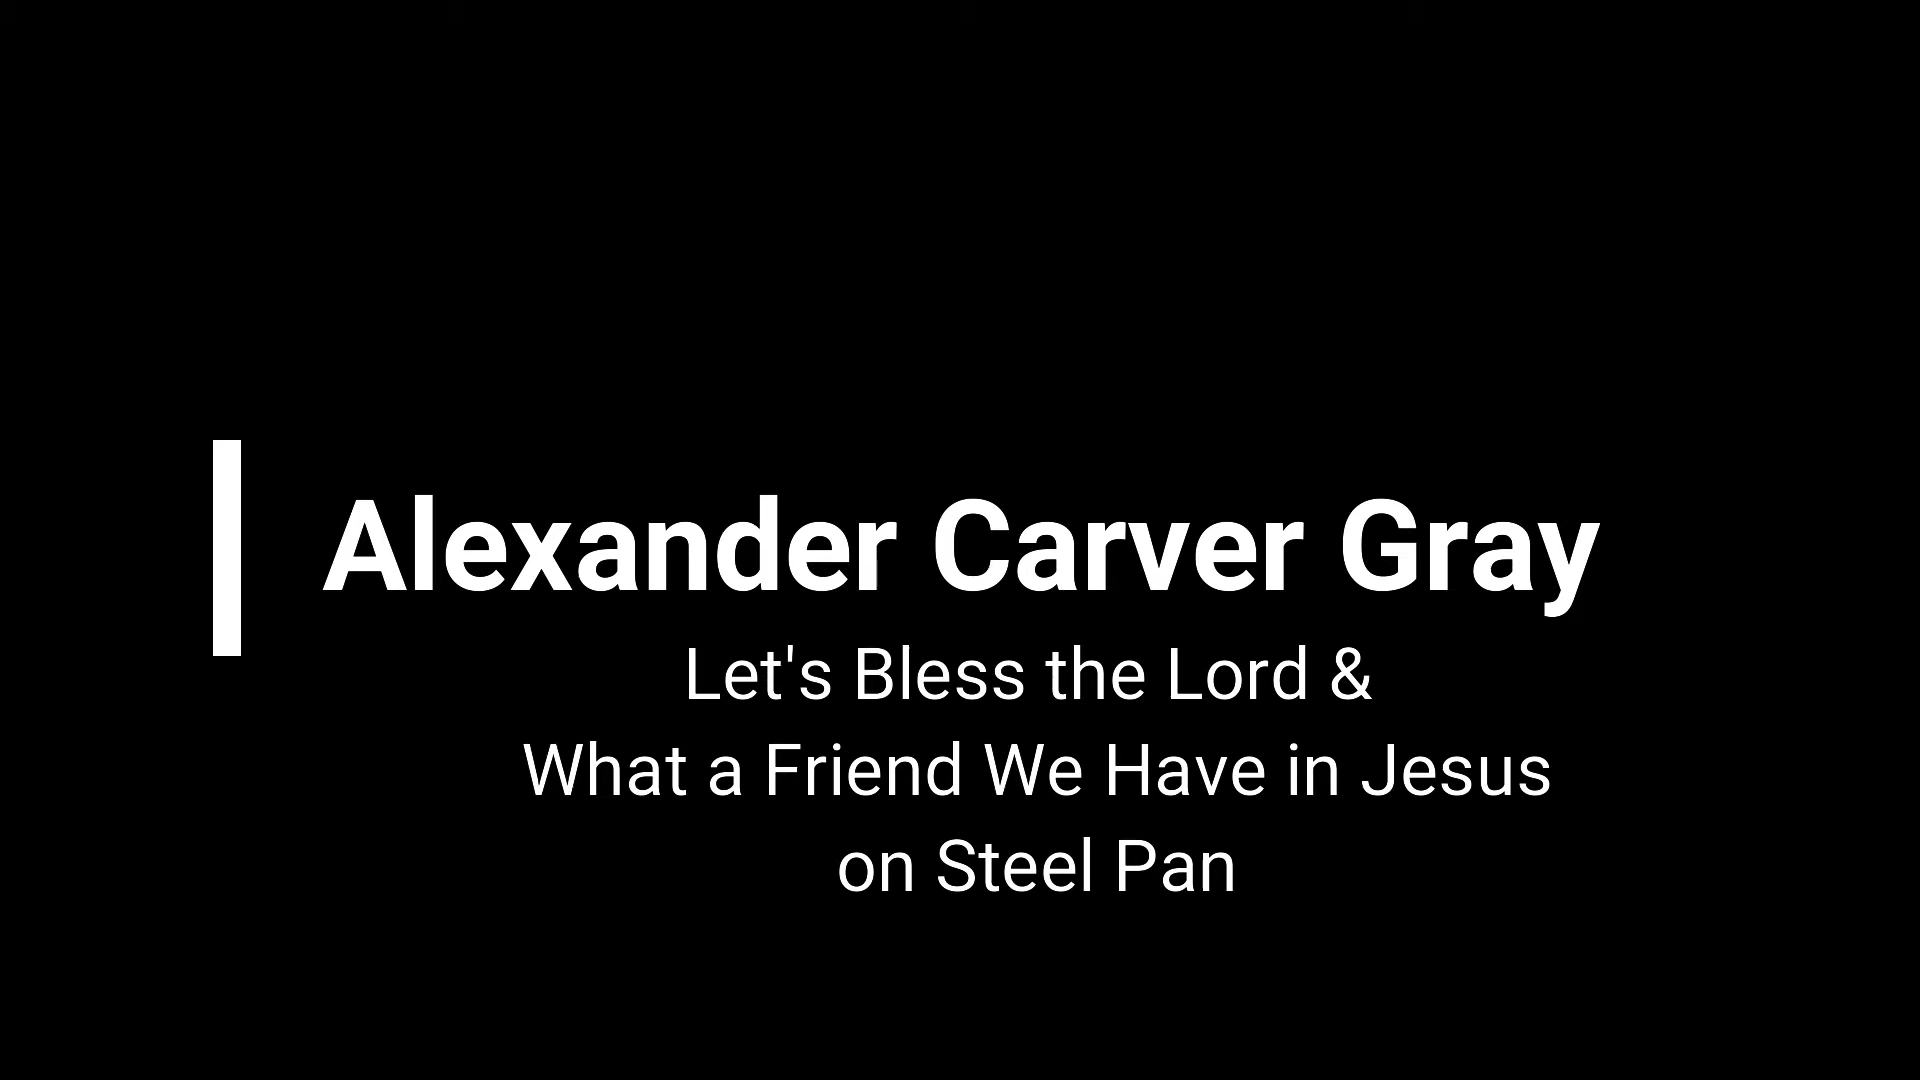 Alexander Carver Gray
Let's Bless the Lord &
What a Friend We Have in Jesus
on Steel Pan